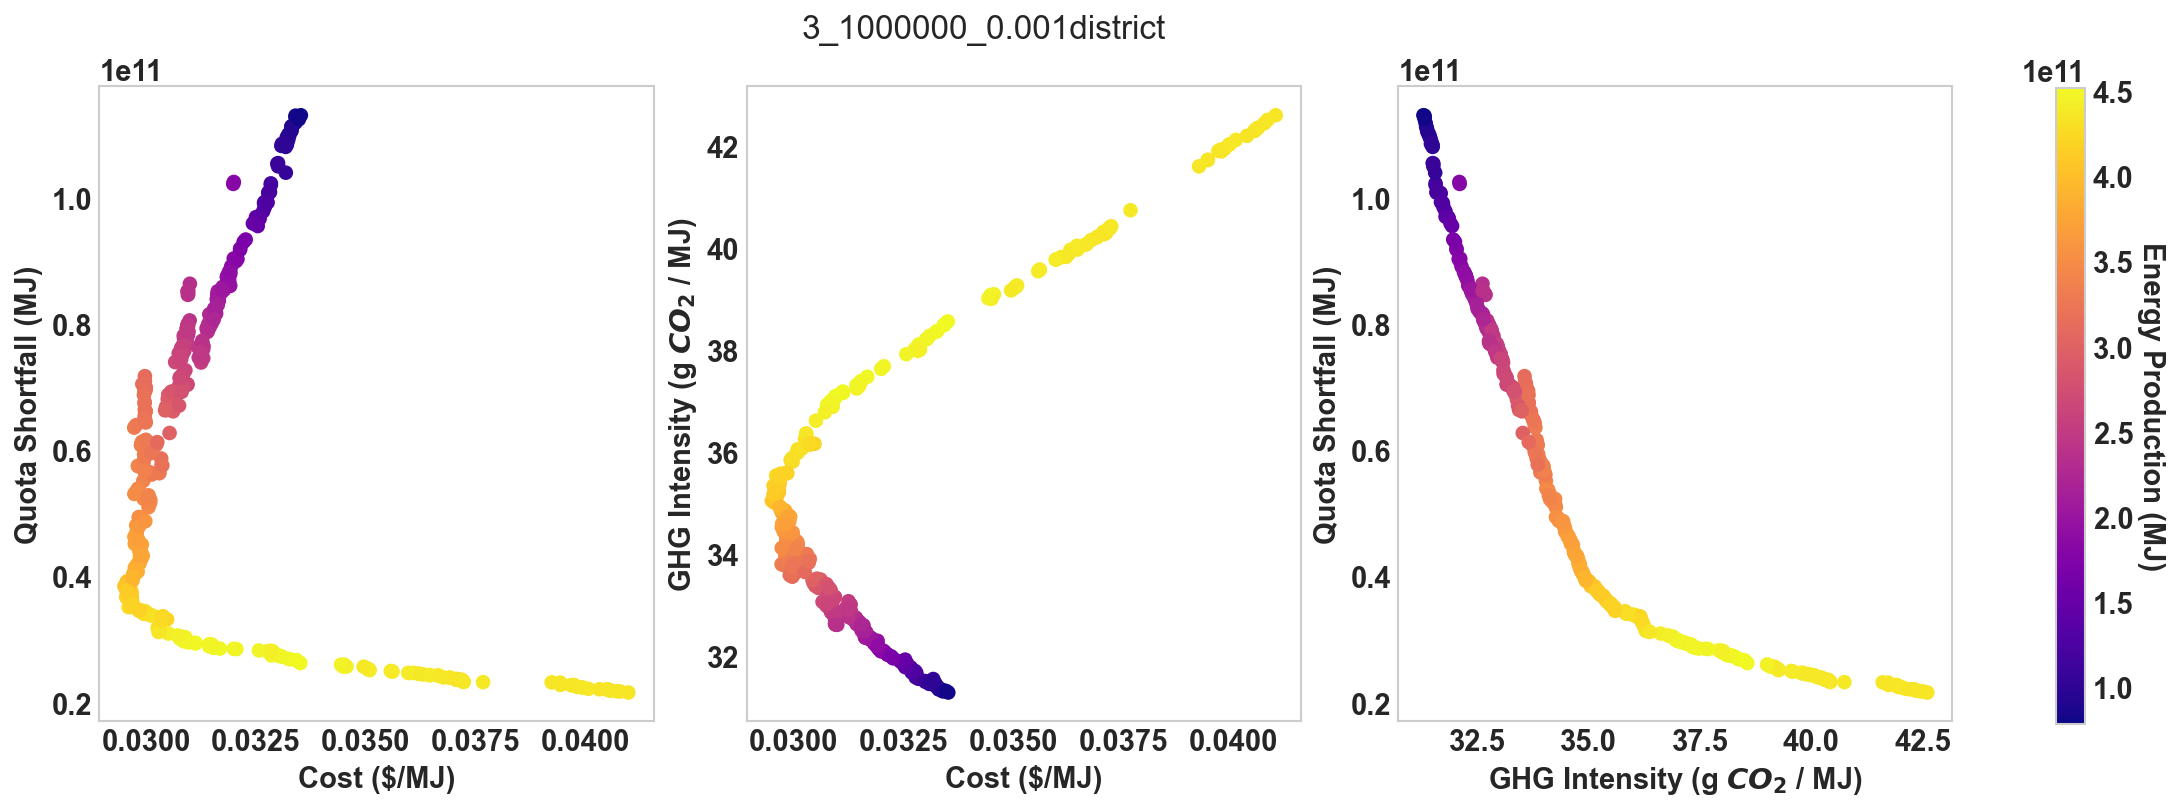 3_1000000_0.001district
1e11
1.0
0.8
0.6
0.4
0.2
Quota Shortfall (MJ)
0.0300 0.0325 0.0350 0.0375 0.0400
Cost ($/MJ)
42
40
38
36
34
32
GHG Intensity (g CO2 / MJ)
0.0300 0.0325 0.0350 0.0375 0.0400
Cost ($/MJ)
1e11
1.0
0.8
0.6
0.4
0.2
Quota Shortfall (MJ)
32.5 35.0 37.5 40.0 42.5
GHG Intensity (g CO2 / MJ)
1e11
4.5
4.0
3.5
3.0
2.5
2.0
1.5
1.0
Energy Production (MJ)